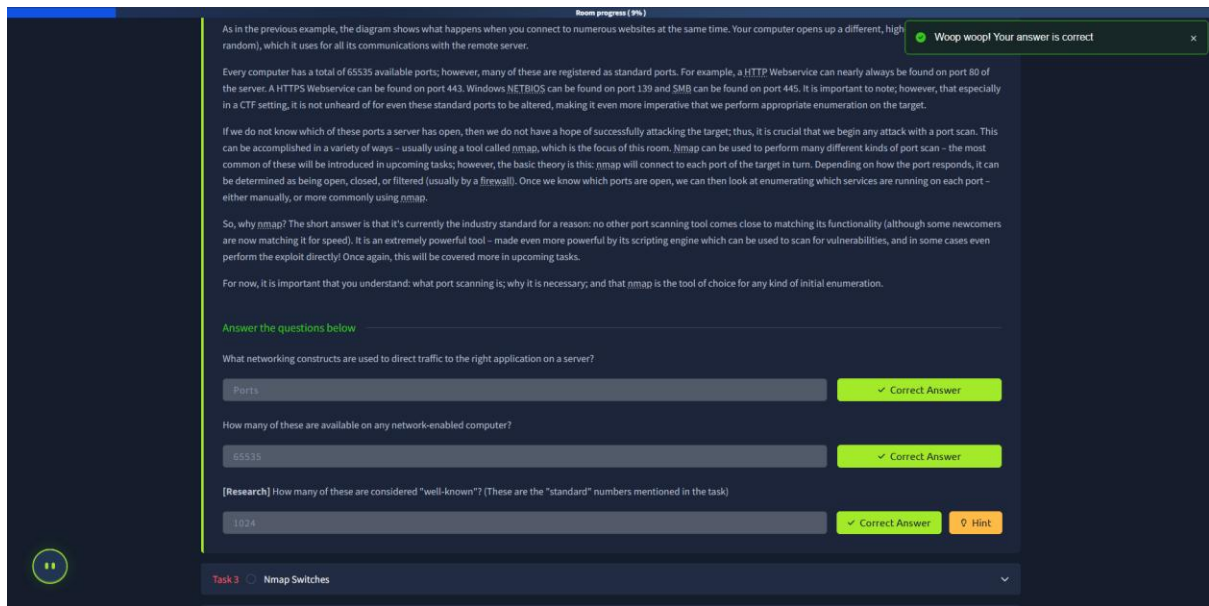 Room progress ( 9% )
As in the previous example, the diagram shows what happens when you connect to numerous websites at the same time. Your computer opens up a different, high
random), which it uses for all its communications with the remote server.
Woop woop! Your answer is correct
Every computer has a total of 65535 available ports; however, many of these are registered as standard ports. For example, a HTTP Webservice can nearly always be found on port 80 of
the server. A HTTPS Webservice can be found on port 443. Windows NETBIOS can be found on port 139 and SMB can be found on port 445. It is important to note; however, that especially
in a CTF setting, it is not unheard of for even these standard ports to be altered, making it even more imperative that we perform appropriate enumeration on the target.
If we do not know which of these ports a server has open, then we do not have a hope of successfully attacking the target; thus, it is crucial that we begin any attack with a port scan. This
can be accomplished in a variety of ways – usually using a tool called nmap, which is the focus of this room. Nmap can be used to perform many different kinds of port scan – the most
common of these will be introduced in upcoming tasks; however, the basic theory is this: nmap will connect to each port of the target in turn. Depending on how the port responds, it can
be determined as being open, closed, or filtered (usually by a firewall). Once we know which ports are open, we can then look at enumerating which services are running on each port –
either manually, or more commonly using nmap.
So, why nmap? The short answer is that it's currently the industry standard for a reason: no other port scanning tool comes close to matching its functionality (although some newcomers
are now matching it for speed). It is an extremely powerful tool – made even more powerful by its scripting engine which can be used to scan for vulnerabilities, and in some cases even
perform the exploit directly! Once again, this will be covered more in upcoming tasks.
For now, it is important that you understand: what port scanning is; why it is necessary; and that nmap is the tool of choice for any kind of initial enumeration.
Answer the questions below
What networking constructs are used to direct traffic to the right application on a server?
Ports
Correct Answer
How many of these are available on any network-enabled computer?
65535
Correct Answer
[Research] How many of these are considered "well-known"? (These are the "standard" numbers mentioned in the task)
1024
Correct Answer
Hint
Task 3 Nmap Switches